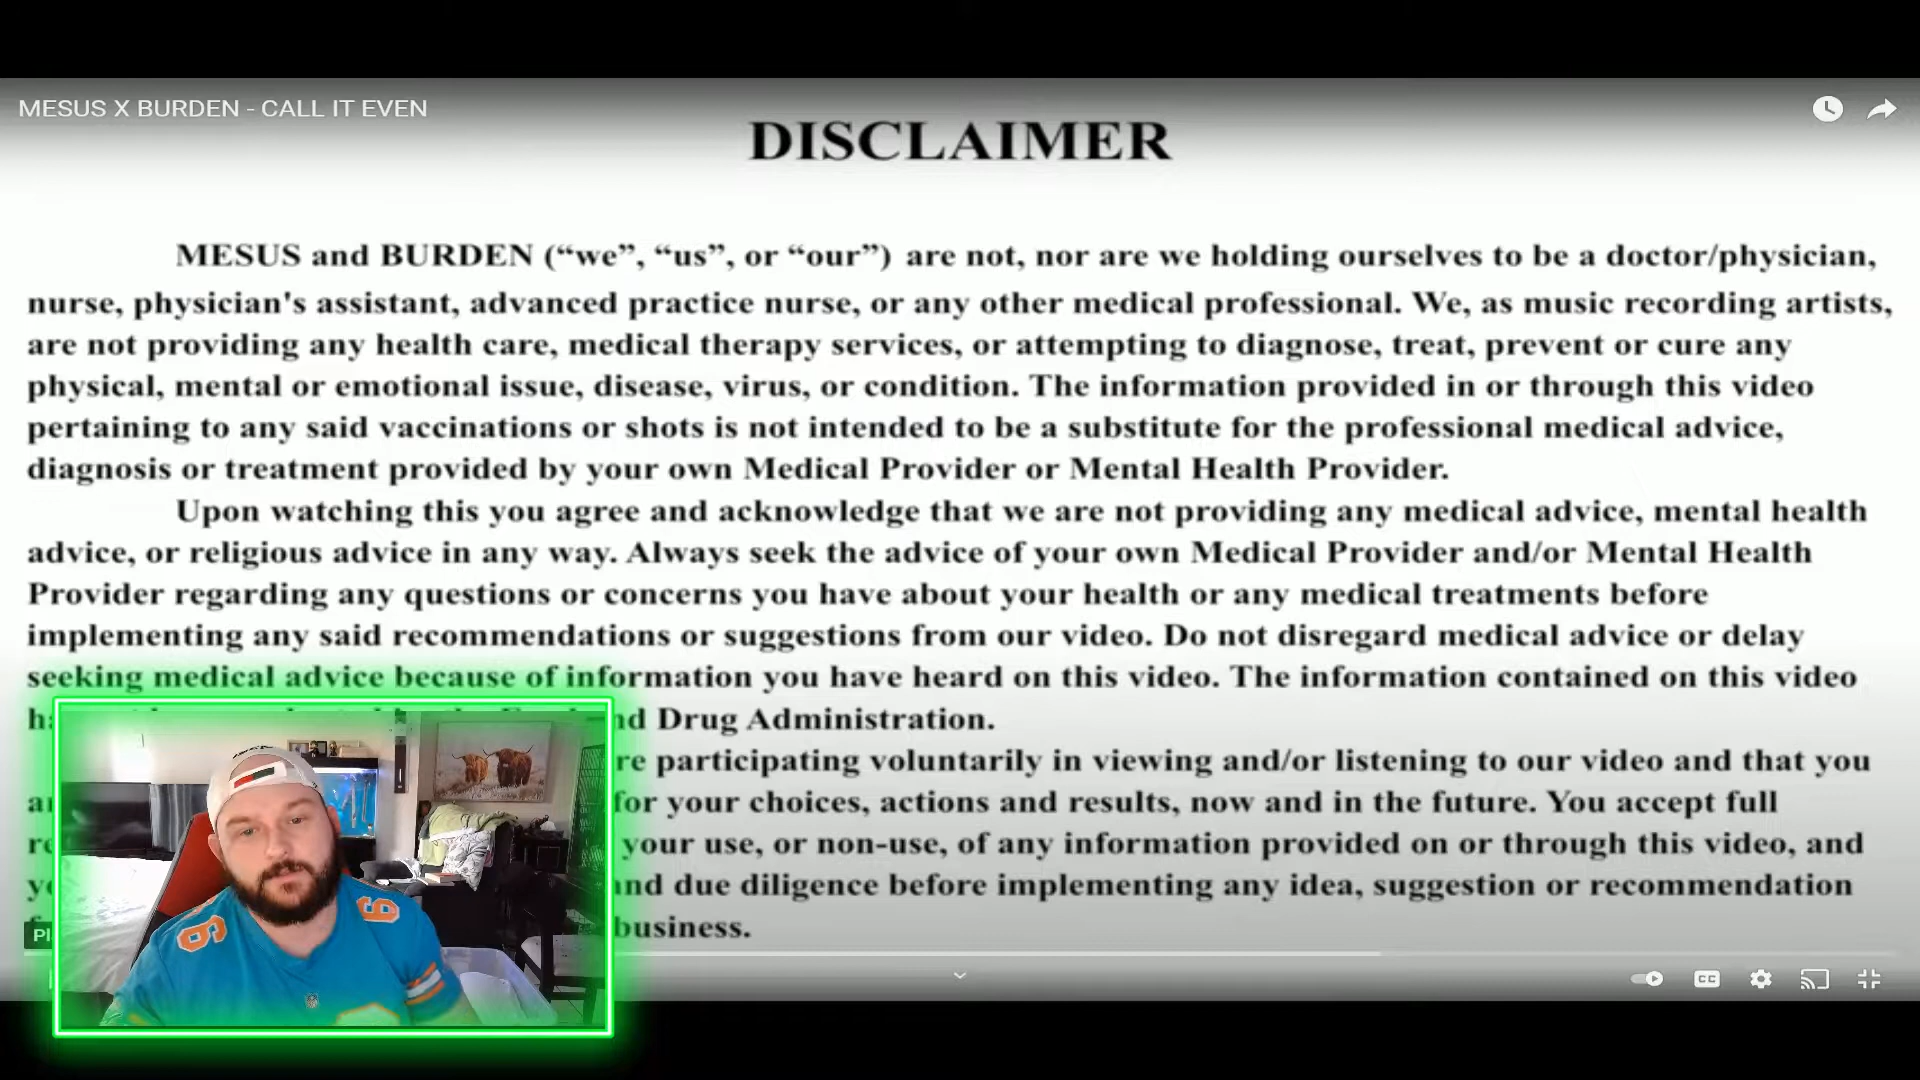 MESUS X BURDEN - CALL IT EVEN
DISCLAIMER
MESUS and BURDEN (“we”, “us”, or “our”) are not, nor are we holding ourselves to be a doctor/physician,
nurse, physician's assistant, advanced practice nurse, or any other medical professional. We, as music recording artists,
are not providing any health care, medical therapy services, or attempting to diagnose, treat, prevent or cure any
physical, mental or emotional issue, disease, virus, or condition. The information provided in or through this video
pertaining to any said vaccinations or shots is not intended to be a substitute for the professional medical advice,
diagnosis or treatment provided by your own Medical Provider or Mental Health Provider.
Upon watching this you agree and acknowledge that we are not providing any medical advice, mental health
advice, or religious advice in any way. Always seek the advice of your own Medical Provider and/or Mental Health
Provider regarding any questions or concerns you have about your health or any medical treatments before
implementing any said recommendations or suggestions from our video. Do not disregard medical advice or delay
seeking medical advice because of information you have heard on this video. The information contained on this video
Drug Administration.
participating voluntarily in viewing and/or listening to our video and that you
for your choices, actions and results, now and in the future. You accept full
your use, or non-use, of any information provided on or through this video, and
due diligence before implementing any idea, suggestion or recommendation
business.
CC
9
6